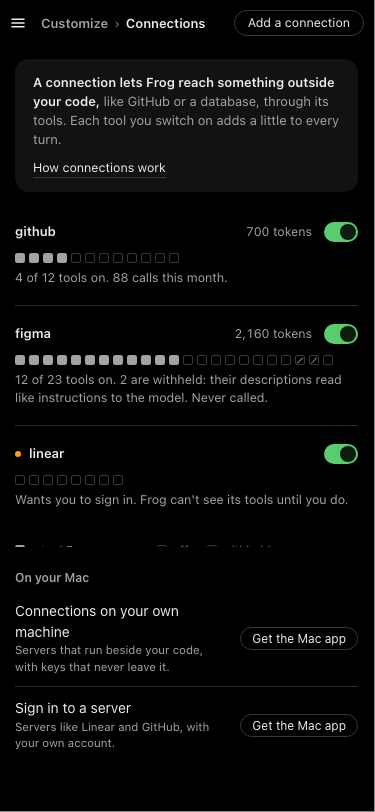 Customize › Connections
Add a connection
A connection lets Frog reach something outside
your code, like GitHub or a database, through its
tools. Each tool you switch on adds a little to every
turn.
How connections work
github
700 tokens
4 of 12 tools on. 88 calls this month.
figma
2,160 tokens
12 of 23 tools on. 2 are withheld: their descriptions read
like instructions to the model. Never called.
linear
Wants you to sign in. Frog can't see its tools until you do.
On your Mac
Connections on your own
machine
Servers that run beside your code,
with keys that never leave it.
Get the Mac app
Sign in to a server
Servers like Linear and GitHub, with
your own account.
Get the Mac app